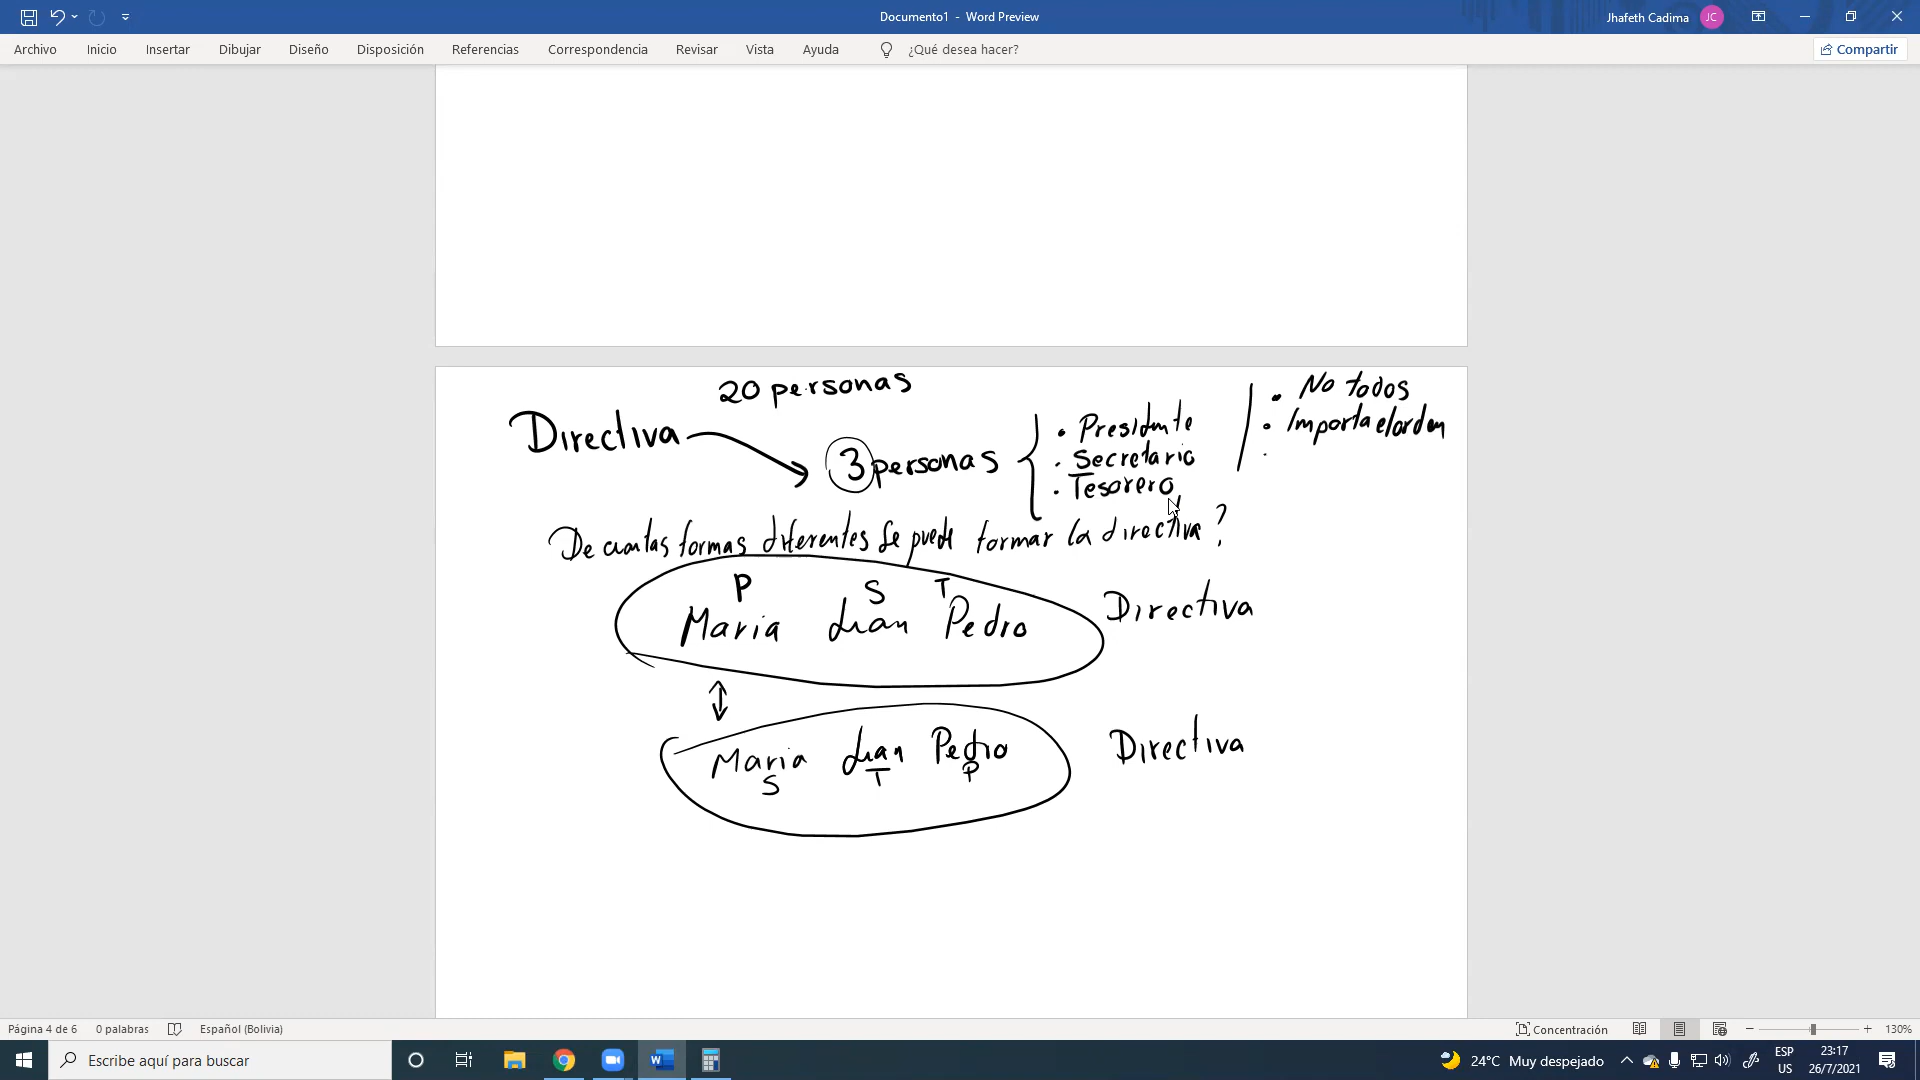 Documento1 - Word Preview
Jhafeth Cadima
JC
Archivo
Inicio
Insertar
Dibujar
Diseño
Disposición
Referencias
Correspondencia
Revisar
Vista
Ayuda
¿Qué desea hacer?
Compartir
20 personas
Directiva
3 personas
• Presidente
• Secretario
• Tesorero
• No todos
• Importa el orden
De cuantas formas diferentes se puede formar la directiva?
P S T
Maria Juan Pedro
Directiva
Maria Juan Pedro
S T P
Directiva
Página 4 de 6
0 palabras
Español (Bolivia)
Concentración
130%
Escribe aquí para buscar
24°C Muy despejado
ESP
US
23:17
26/7/2021